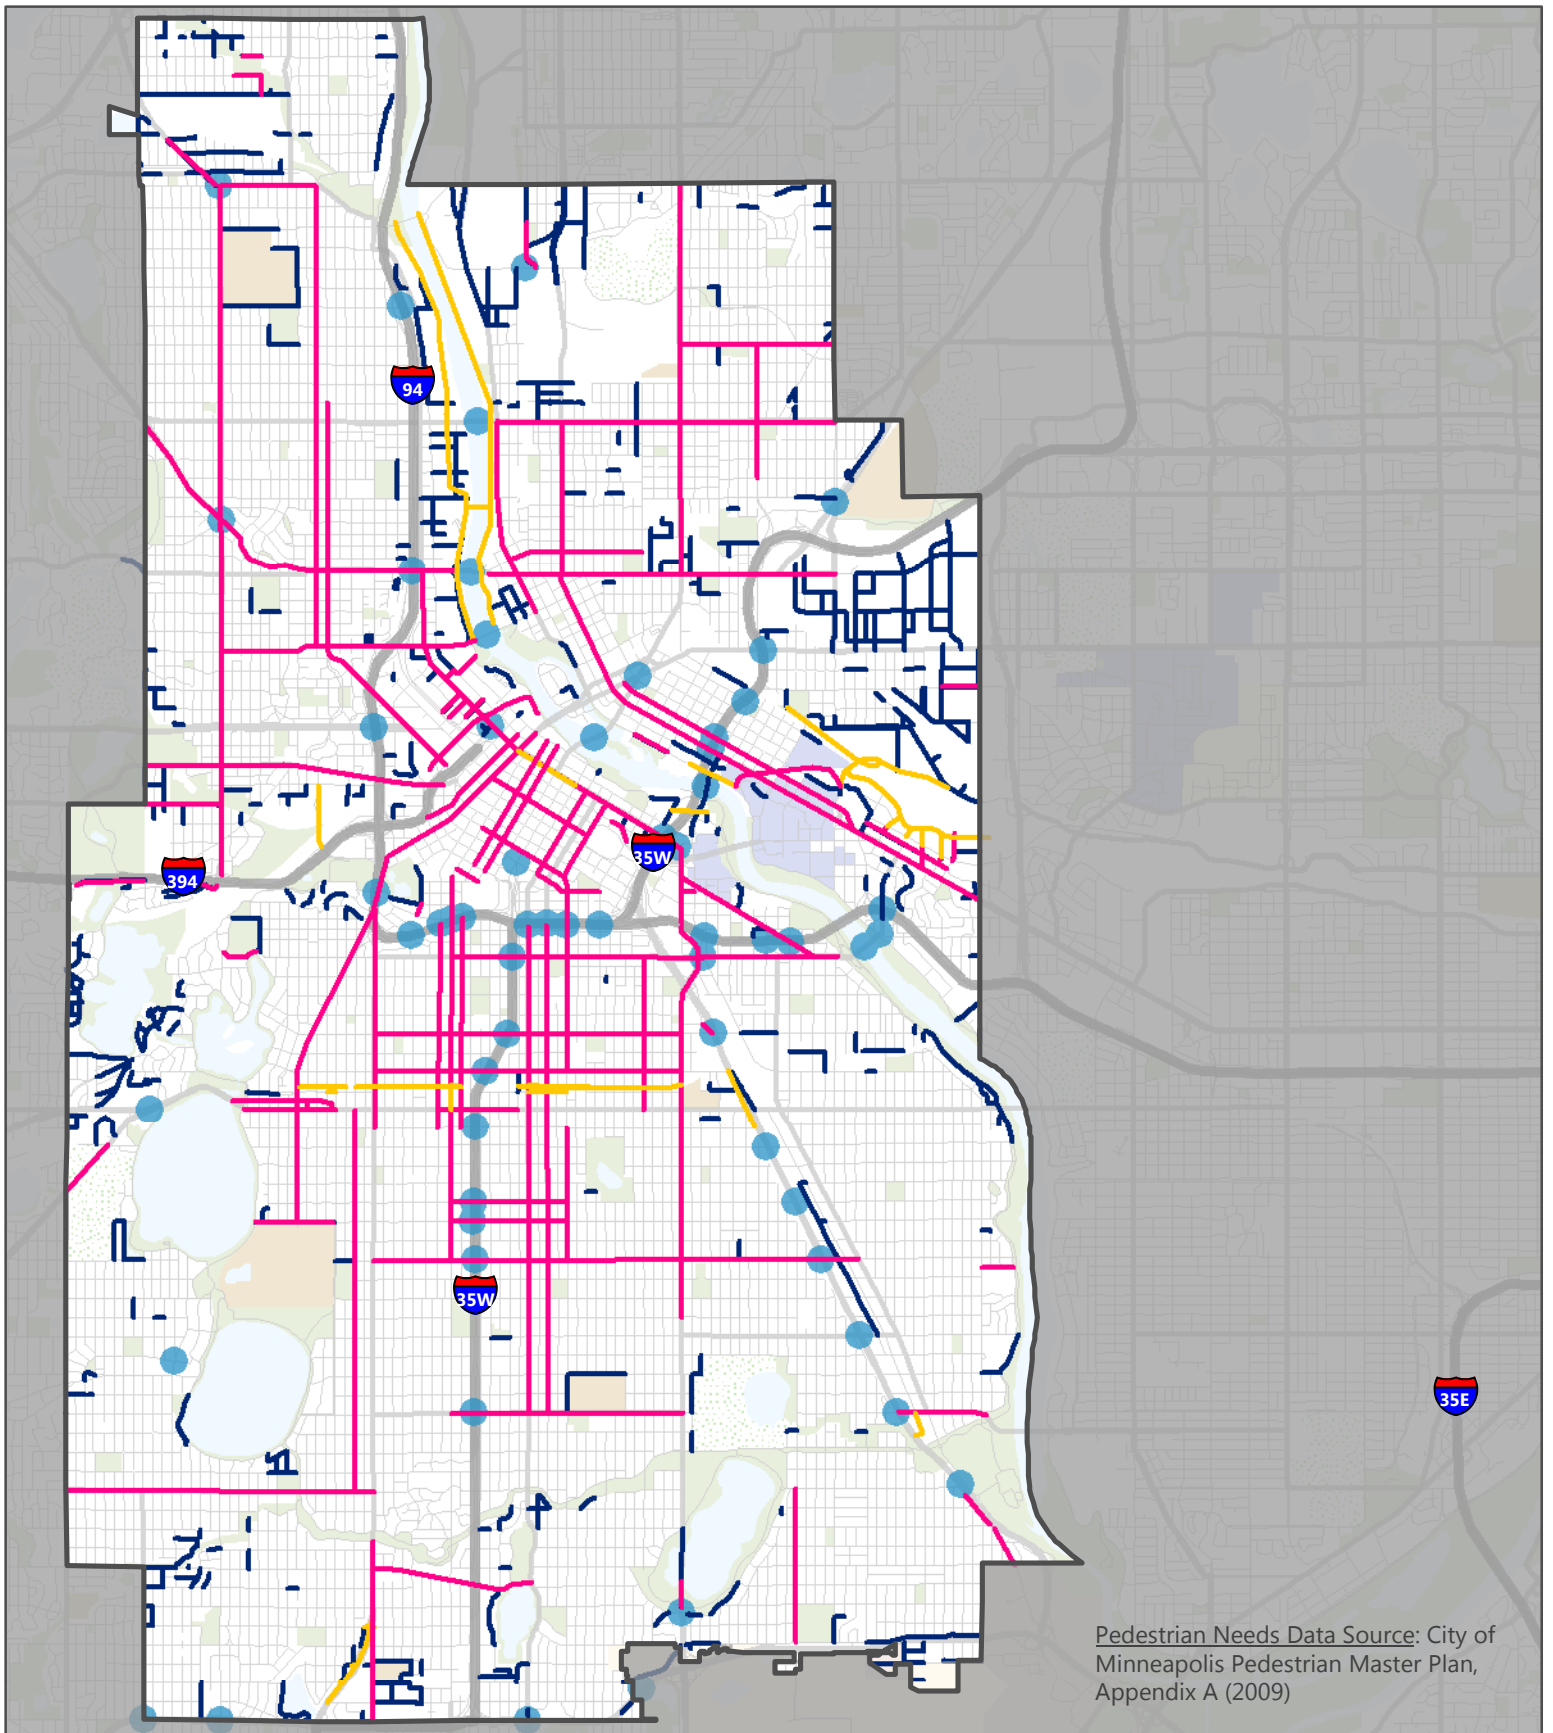 94
394
35W
35W
35E
Pedestrian Needs Data Source: City of
Minneapolis Pedestrian Master Plan,
Appendix A (2009)